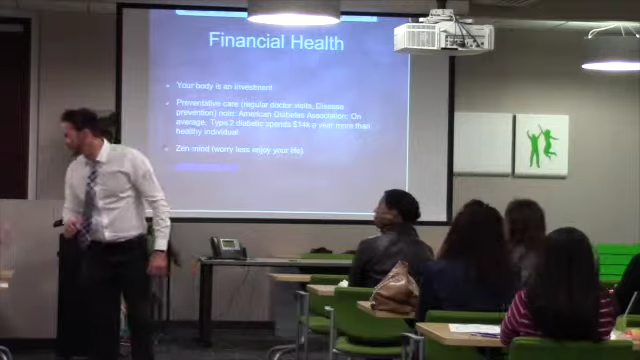 Financial Health
Your body is an investment
Preventative care (regular doctor visits, Disease
prevention) note: American Diabetes Association: On
average, Type 2 diabetic spends $14k a year more than
healthy individual
Zen mind (worry less enjoy your life)